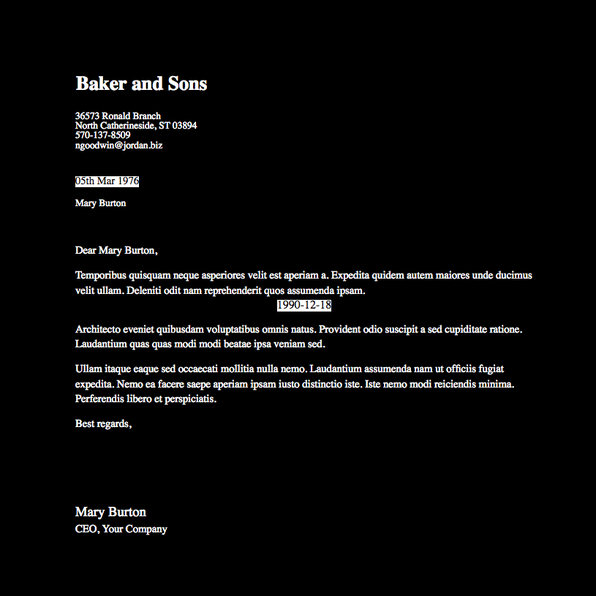 Baker and Sons
36573 Ronald Branch
North Catherineside, ST 03894
570-137-8509
ngoodwin@jordan.biz
05th Mar 1976
Mary Burton
Dear Mary Burton,
Temporibus quisquam neque asperiores velit est aperiam a. Expedita quidem autem maiores unde ducimus
velit ullam. Deleniti odit nam reprehenderit quos assumenda ipsam.
1990-12-18
Architecto eveniet quibusdam voluptatibus omnis natus. Provident odio suscipit a sed cupiditate ratione.
Laudantium quas quas modi modi beatae ipsa veniam sed.
Ullam itaque eaque sed occaecati mollitia nulla nemo. Laudantium assumenda nam ut officiis fugiat
expedita. Nemo ea facere saepe aperiam ipsam iusto distinctio iste. Iste nemo modi reiciendis minima.
Perferendis libero et perspiciatis.
Best regards,
Mary Burton
CEO, Your Company